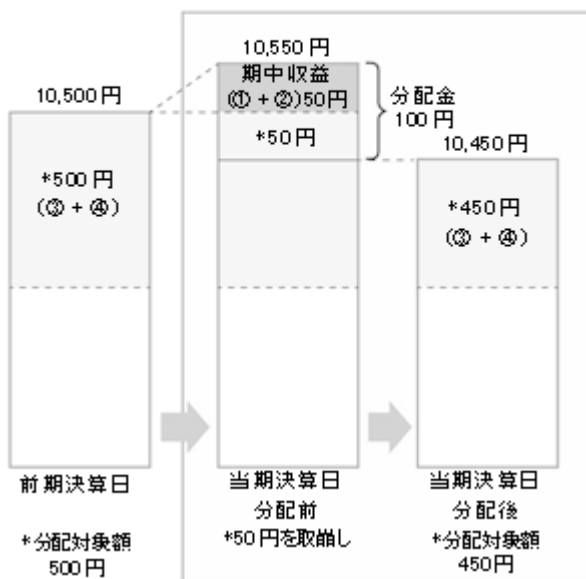 10,500円
*500円
(③+④)
前期決算日
*分配対象額
500円
10,550円
期中収益
(①+②)50円
*50円
分配金
100円
当期決算日
分配前
*50円を取崩し
10,450円
*450円
(③+④)
当期決算日
分配後
*分配対象額
450円